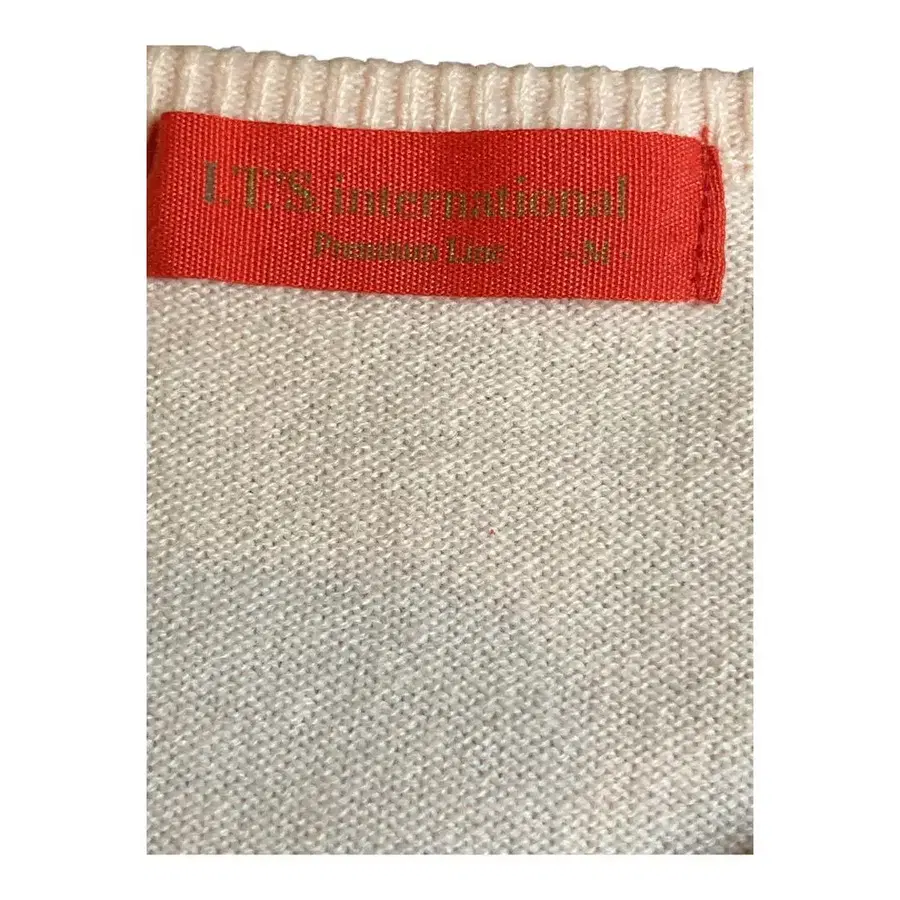 I.T.'S. international
Premium Line - M -